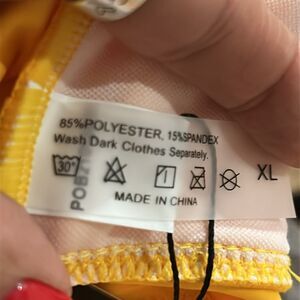 85%POLYESTER, 15%SPANDEX
Wash Dark Clothes Separately.
30°
XL
MADE IN CHINA